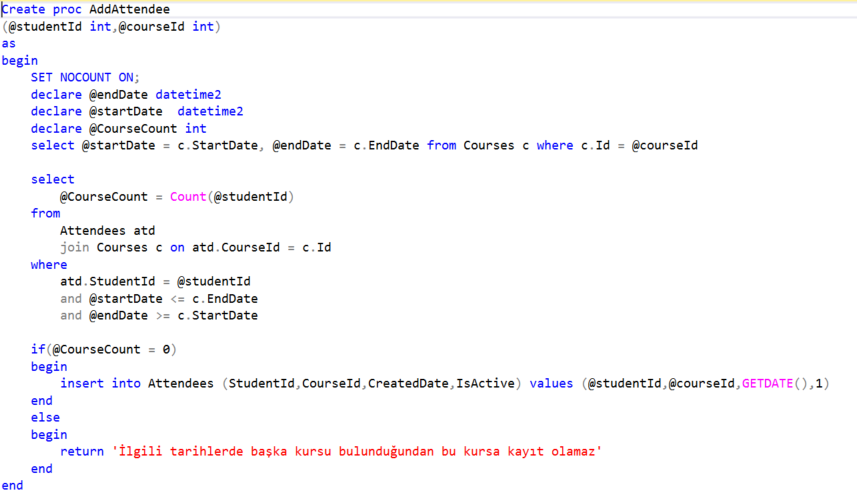 Create proc AddAttendee
(@studentId int,@courseId int)
as
begin
SET NOCOUNT ON;
declare @endDate datetime2
declare @startDate  datetime2
declare @CourseCount int
select @startDate = c.StartDate, @endDate = c.EndDate from Courses c where c.Id = @courseId
select
@CourseCount = Count(@studentId)
from
Attendees atd
join Courses c on atd.CourseId = c.Id
where
atd.StudentId = @studentId
and @startDate <= c.EndDate
and @endDate >= c.StartDate
if(@CourseCount = 0)
begin
insert into Attendees (StudentId,CourseId,CreatedDate,IsActive) values (@studentId,@courseId,GETDATE(),1)
end
else
begin
return 'İlgili tarihlerde başka kursu bulunduğundan bu kursa kayıt olamaz'
end
end